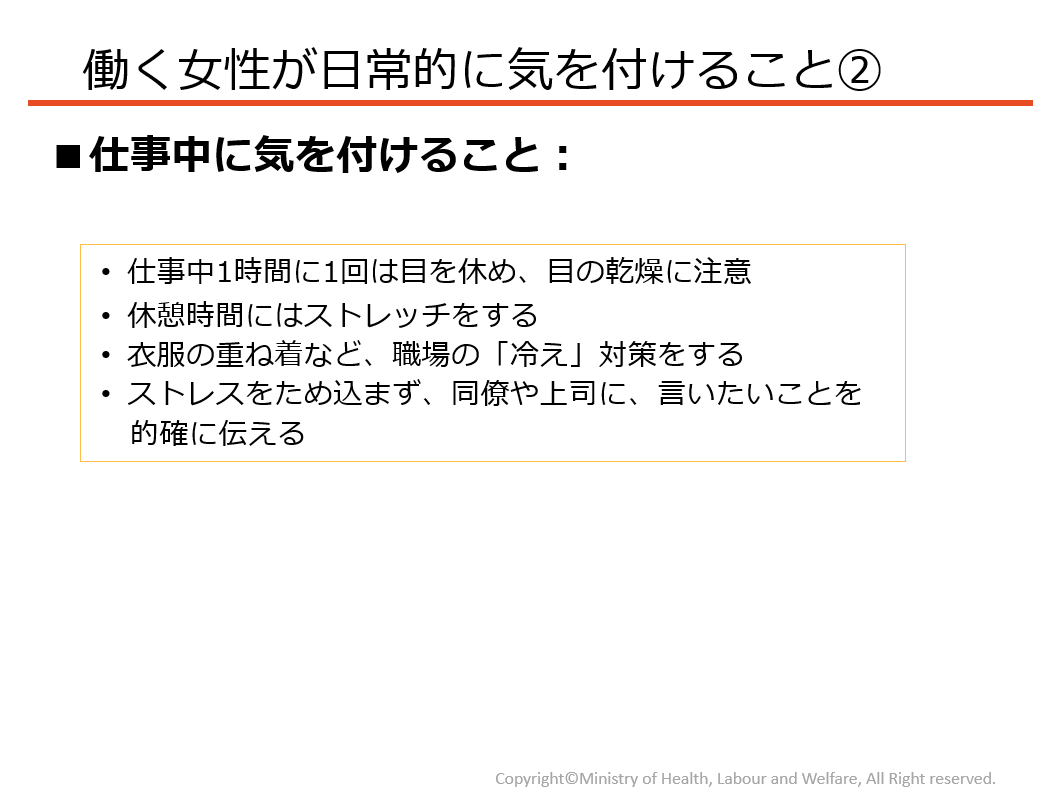 働く女性が日常的に気を付けること②
■仕事中に気を付けること：
• 仕事中1時間に1回は目を休め、目の乾燥に注意
• 休憩時間にはストレッチをする
• 衣服の重ね着など、職場の「冷え」対策をする
• ストレスをため込まず、同僚や上司に、言いたいことを
的確に伝える
Copyright©Ministry of Health, Labour and Welfare, All Right reserved.